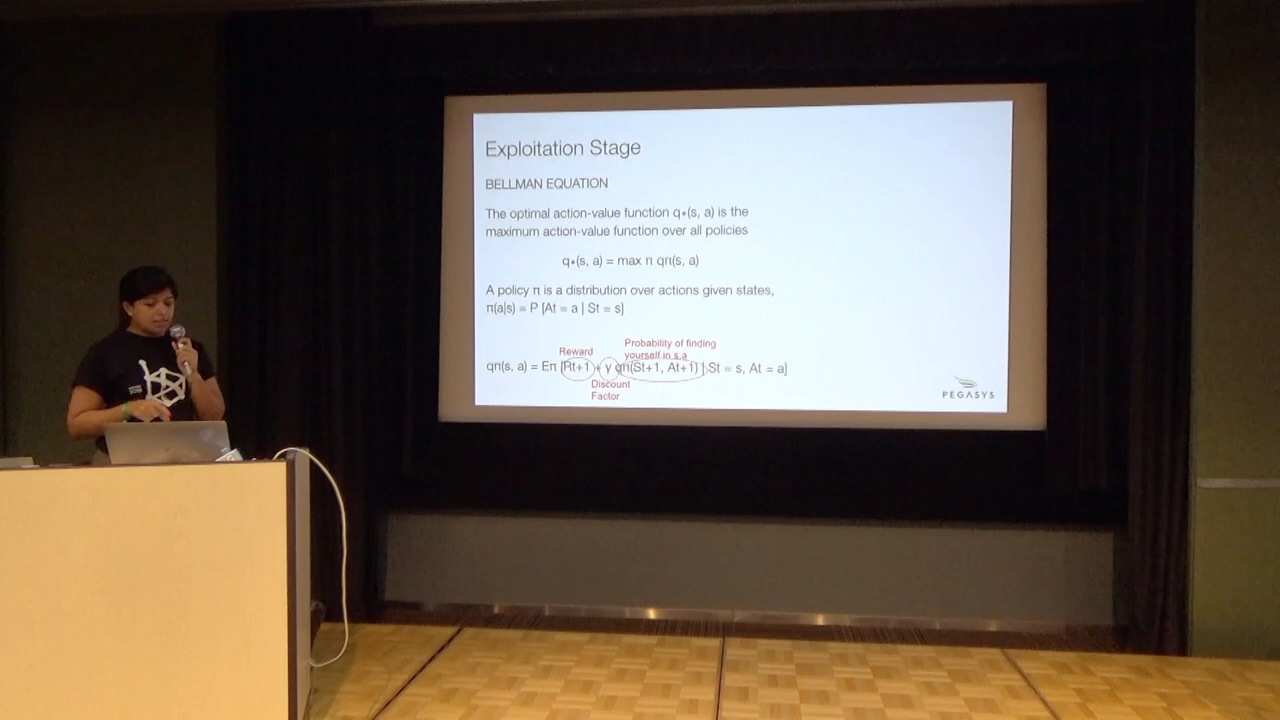 Exploitation Stage
BELLMAN EQUATION
The optimal action-value function q*(s, a) is the
maximum action-value function over all policies
q*(s, a) = max π qπ(s, a)
A policy π is a distribution over actions given states,
π(a|s) = P [At = a | St = s]
Reward
Probability of finding
yourself in s,a
qπ(s, a) = Eπ [Rt+1 + γ qπ(St+1, At+1) | St = s, At = a]
Discount
Factor
PEGASYS